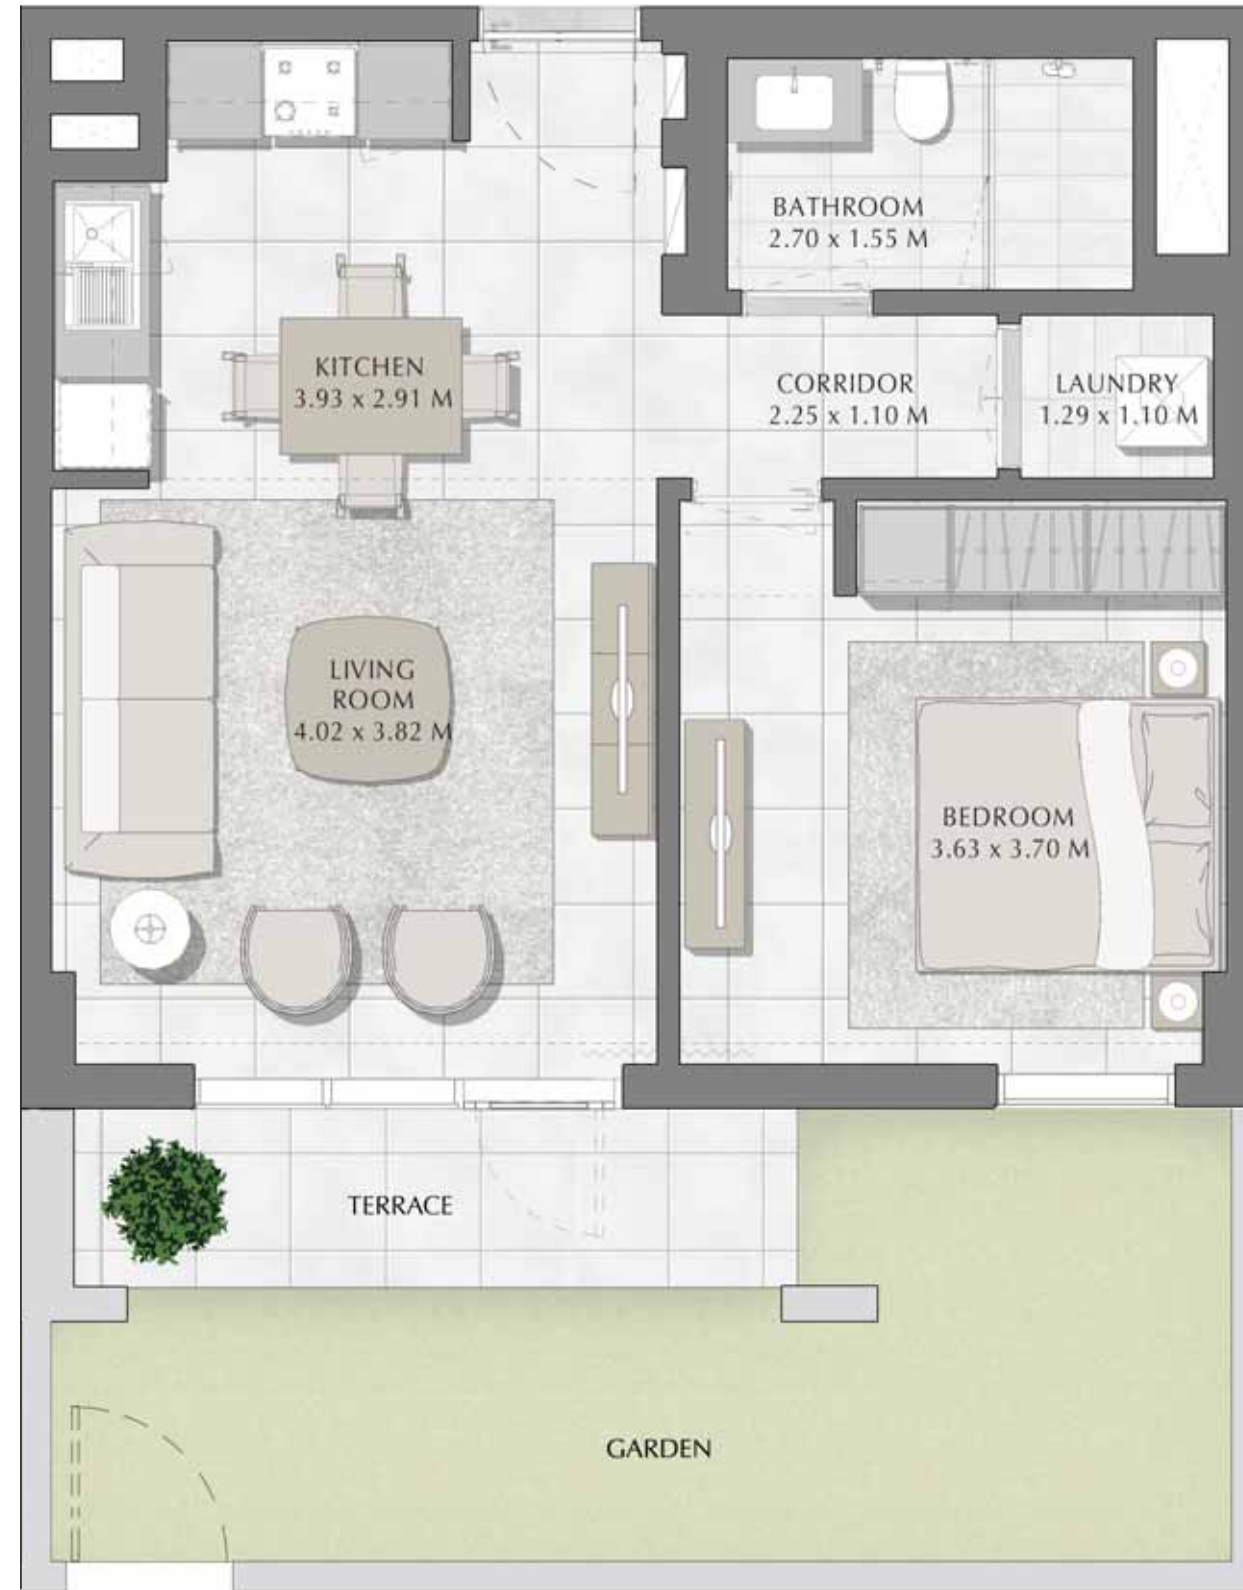 BATHROOM
2.70 x 1.55 M
KITCHEN
3.93 x 2.91 M
CORRIDOR
2.25 x 1.10 M
LAUNDRY
1.29 x 1.10 M
LIVING
ROOM
4.02 x 3.82 M
BEDROOM
3.63 x 3.70 M
TERRACE
GARDEN